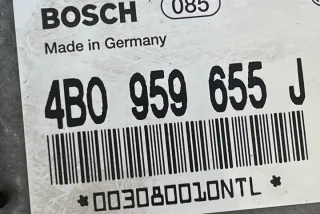 BOSCH 085
Made in Germany
4B0 959 655 J
*003080010NTL*